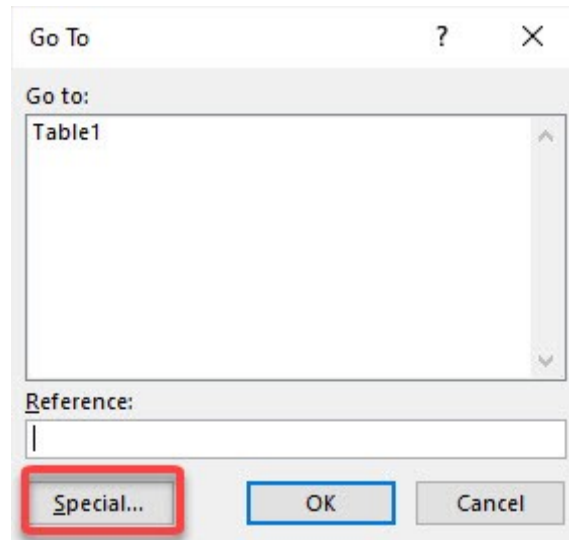 Go To ? ×
Go to:
Table1
Reference:
Special... OK Cancel